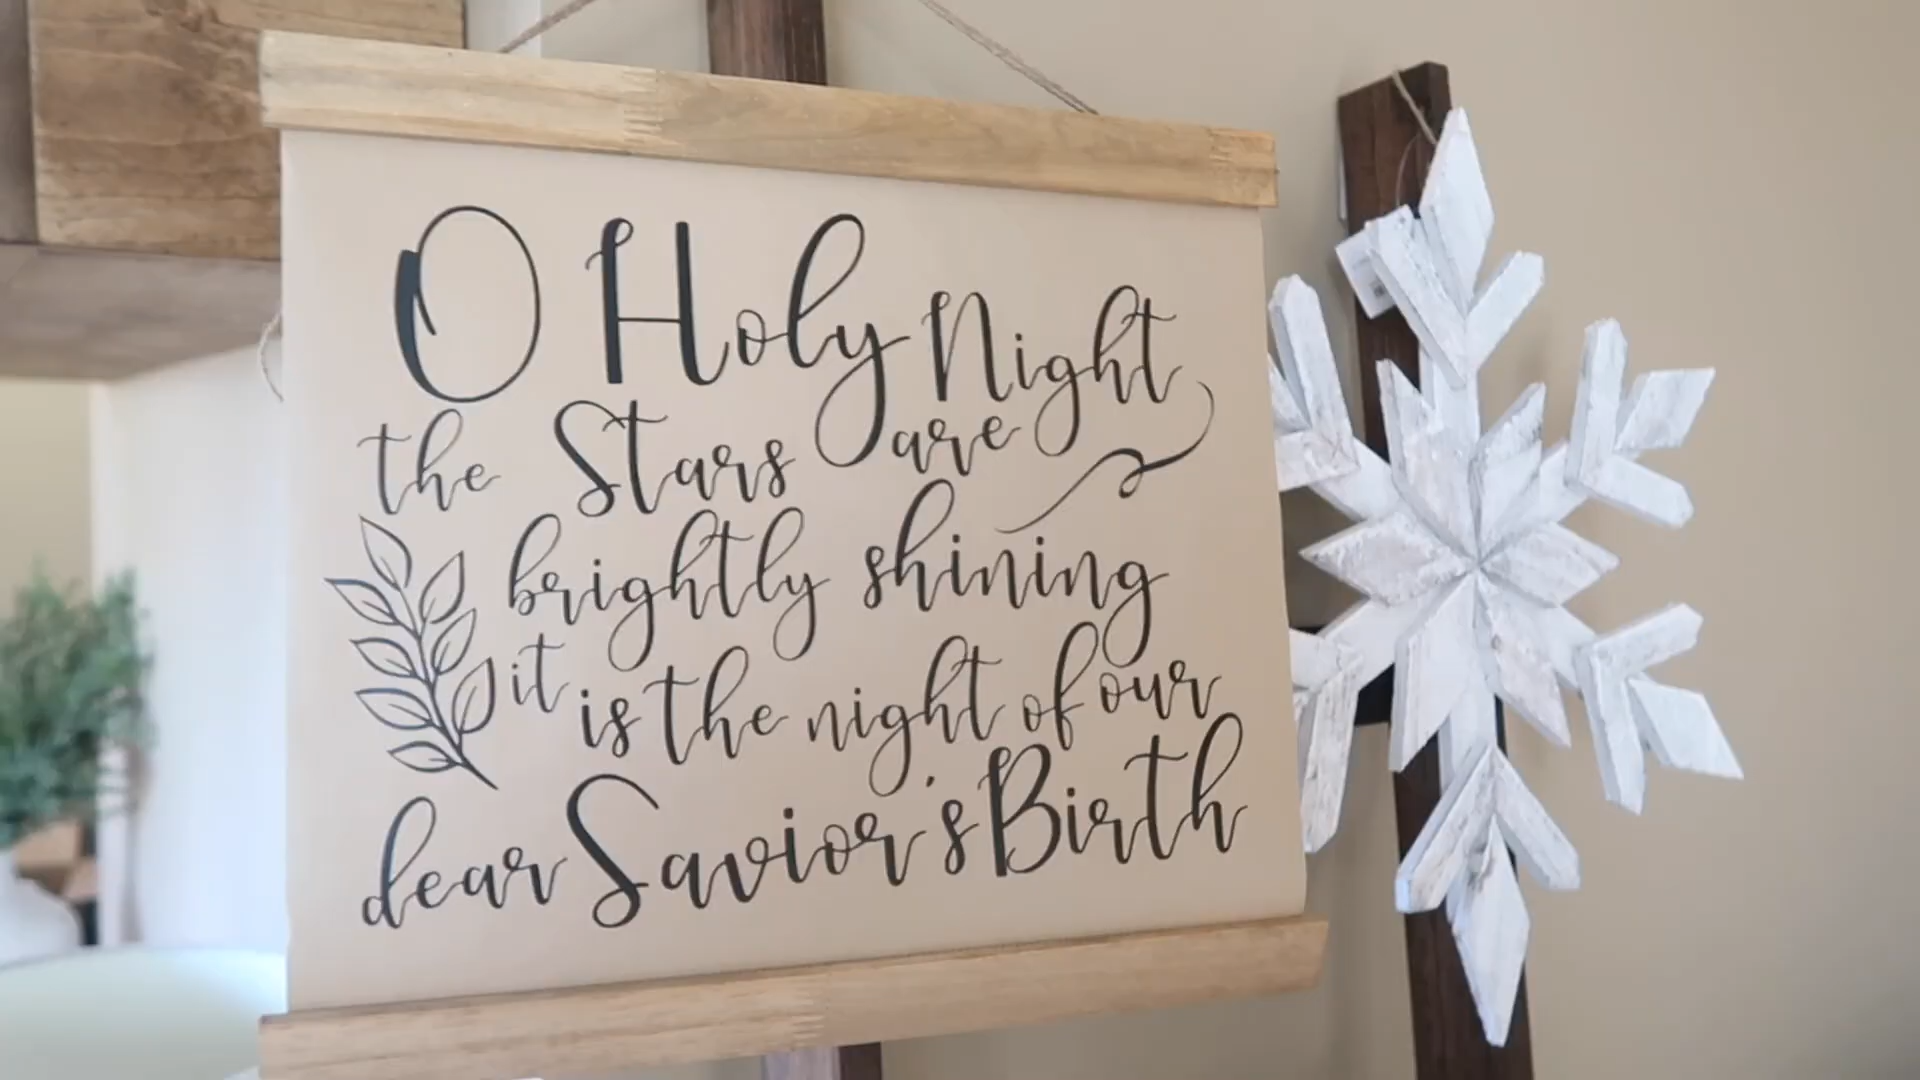 O Holy Night
the Stars are
brightly shining
it is the night of our
dear Savior's Birth